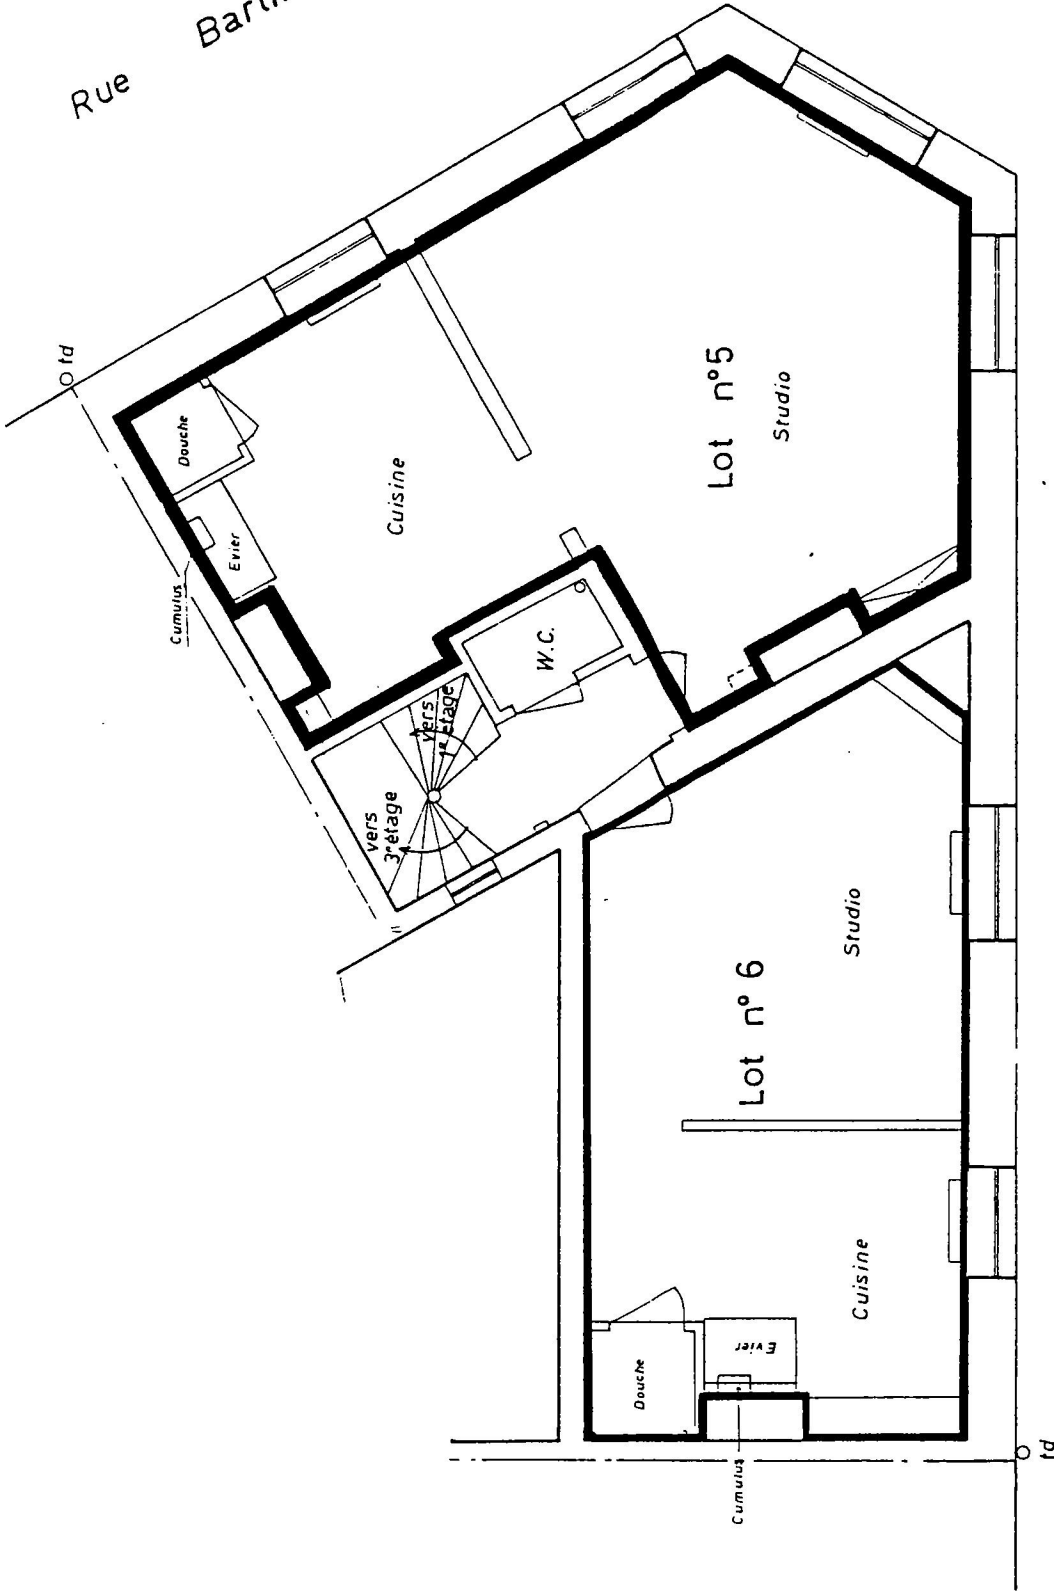 Rue
td
Douche
Evier
Cumulus
Cuisine
Lot n°5
Studio
W.C.
vers
1er étage
vers
3e étage
Lot n° 6
Studio
Cuisine
Evier
Douche
Cumulus
td